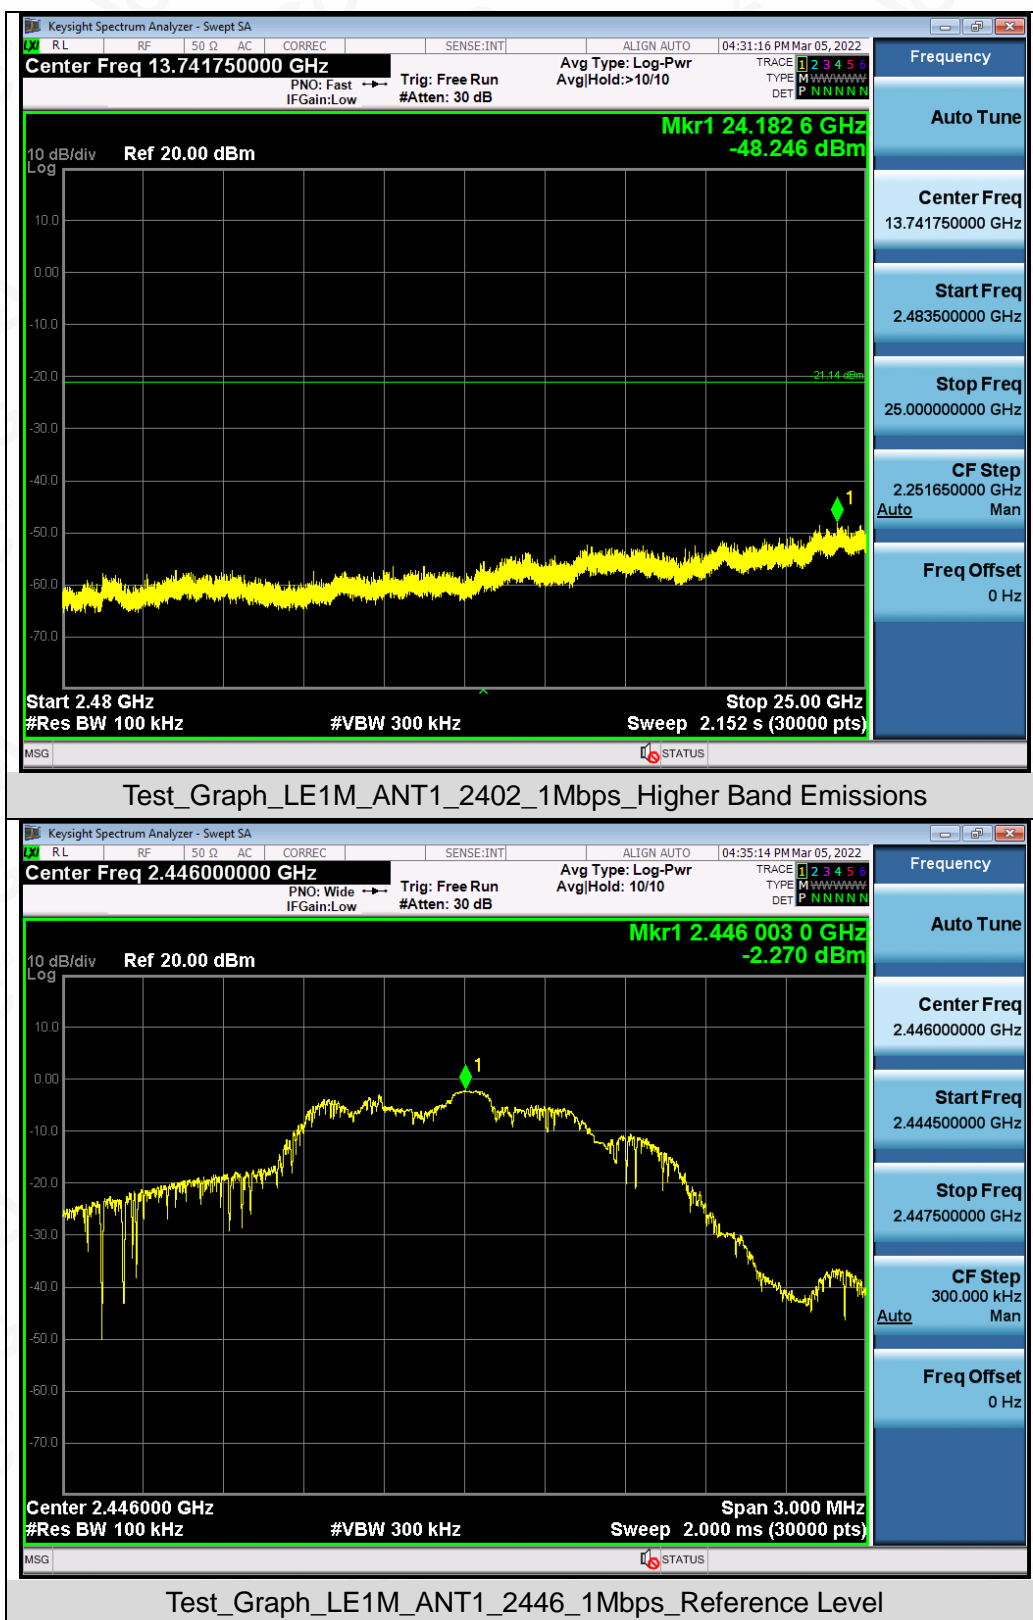 Keysight Spectrum Analyzer - Swept SA
LXI RL RF 50 Ω AC CORREC SENSE:INT ALIGN AUTO 04:31:16 PM Mar 05, 2022
Center Freq 13.741750000 GHz
PNO: Fast
IFGain:Low
Trig: Free Run
#Atten: 30 dB
Avg Type: Log-Pwr
Avg|Hold:>10/10
TRACE 1 2 3 4 5 6
TYPE M WWWWW
DET P N N N N N
Mkr1 24.182 6 GHz
-48.246 dBm
10 dB/div Ref 20.00 dBm
Log
10.0
0.00
-10.0
-20.0
-21.14 dBm
-30.0
-40.0
1
-50.0
-60.0
-70.0
Start 2.48 GHz Stop 25.00 GHz
#Res BW 100 kHz #VBW 300 kHz Sweep 2.152 s (30000 pts)
MSG STATUS
Frequency
Auto Tune
Center Freq
13.741750000 GHz
Start Freq
2.483500000 GHz
Stop Freq
25.000000000 GHz
CF Step
2.251650000 GHz
Auto Man
Freq Offset
0 Hz
Test_Graph_LE1M_ANT1_2402_1Mbps_Higher Band Emissions
Keysight Spectrum Analyzer - Swept SA
LXI RL RF 50 Ω AC CORREC SENSE:INT ALIGN AUTO 04:35:14 PM Mar 05, 2022
Center Freq 2.446000000 GHz
PNO: Wide
IFGain:Low
Trig: Free Run
#Atten: 30 dB
Avg Type: Log-Pwr
Avg|Hold: 10/10
TRACE 1 2 3 4 5 6
TYPE M WWWWW
DET P N N N N N
Mkr1 2.446 003 0 GHz
-2.270 dBm
10 dB/div Ref 20.00 dBm
Log
10.0
1
0.00
-10.0
-20.0
-30.0
-40.0
-50.0
-60.0
-70.0
Center 2.446000 GHz Span 3.000 MHz
#Res BW 100 kHz #VBW 300 kHz Sweep 2.000 ms (30000 pts)
MSG STATUS
Frequency
Auto Tune
Center Freq
2.446000000 GHz
Start Freq
2.444500000 GHz
Stop Freq
2.447500000 GHz
CF Step
300.000 kHz
Auto Man
Freq Offset
0 Hz
Test_Graph_LE1M_ANT1_2446_1Mbps_Reference Level